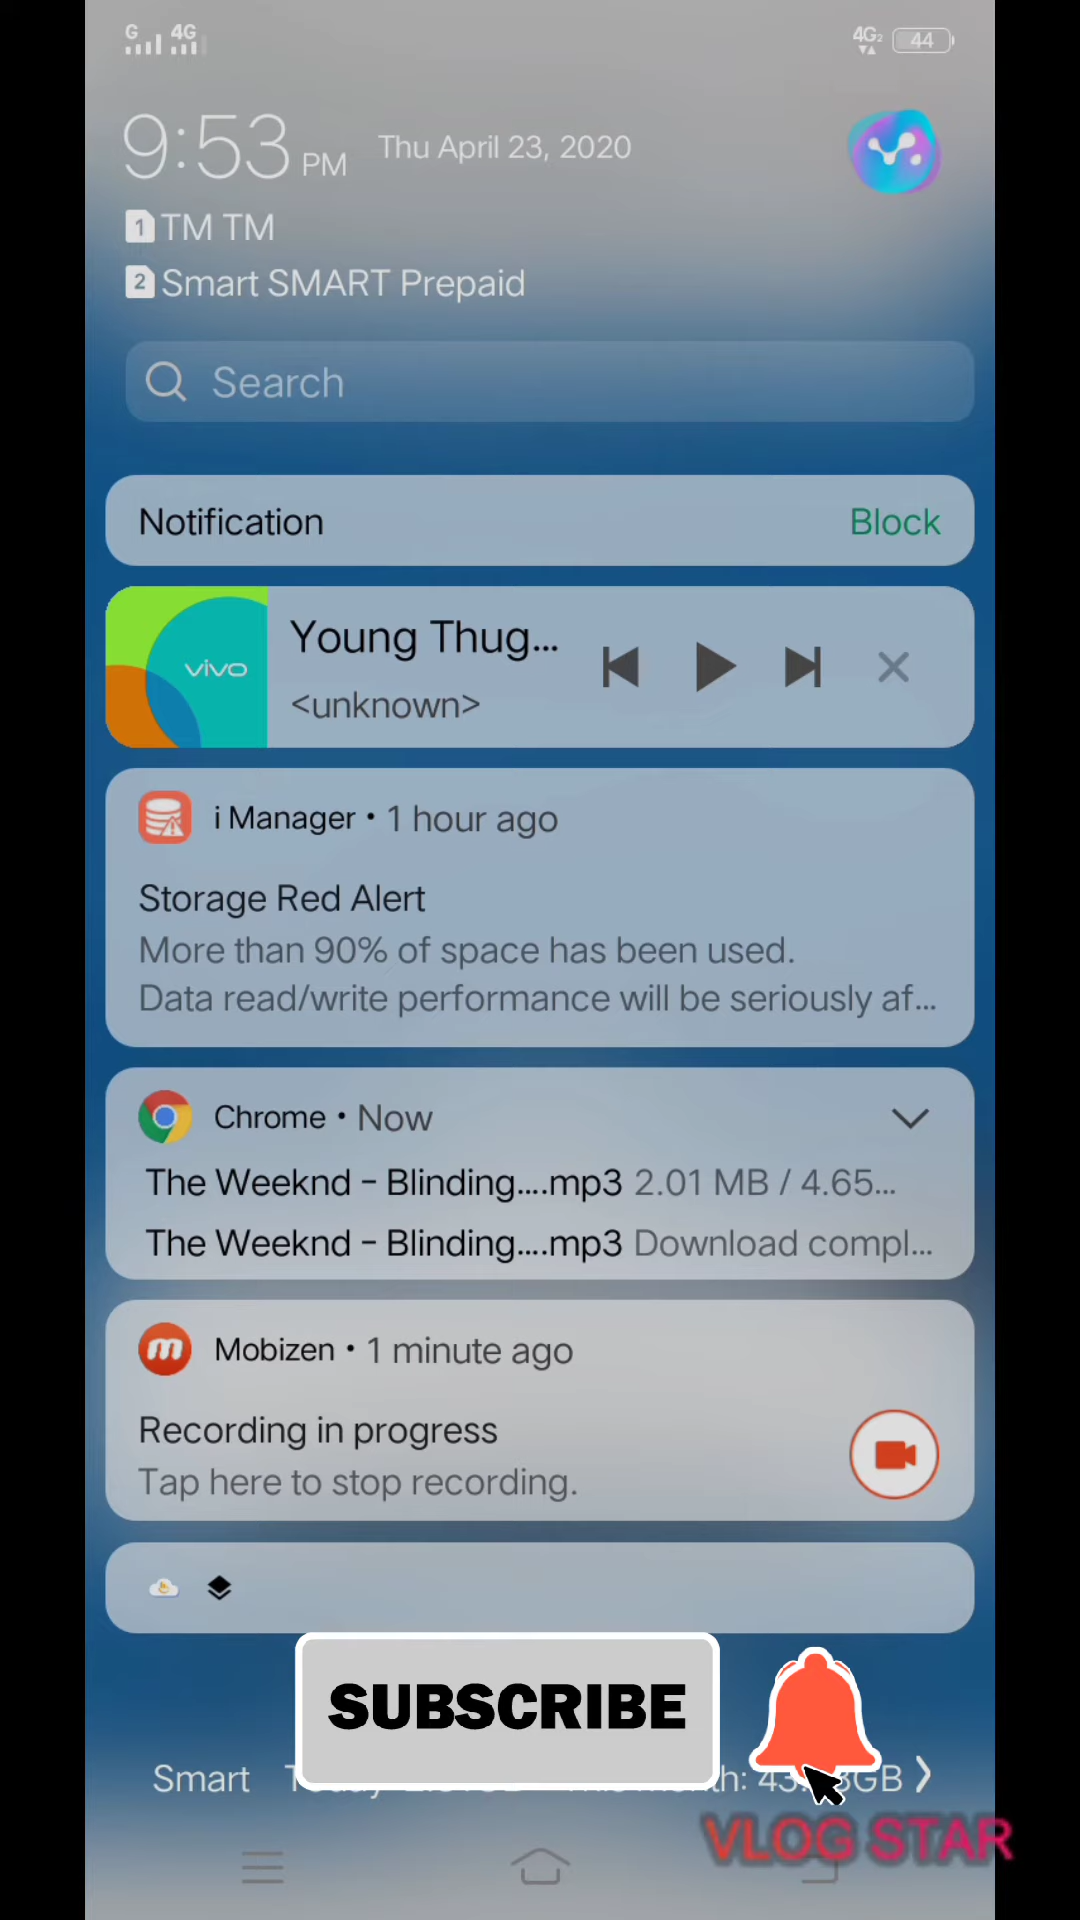 G 4G 4G2 44
9:53 PM Thu April 23, 2020
1 TM TM
2 Smart SMART Prepaid
Search
Notification Block
vivo
Young Thug...
<unknown>
i Manager • 1 hour ago
Storage Red Alert
More than 90% of space has been used.
Data read/write performance will be seriously af...
Chrome • Now
The Weeknd - Blinding....mp3 2.01 MB / 4.65...
The Weeknd - Blinding....mp3 Download compl...
m Mobizen • 1 minute ago
Recording in progress
Tap here to stop recording.
SUBSCRIBE
Smart
VLOG STAR